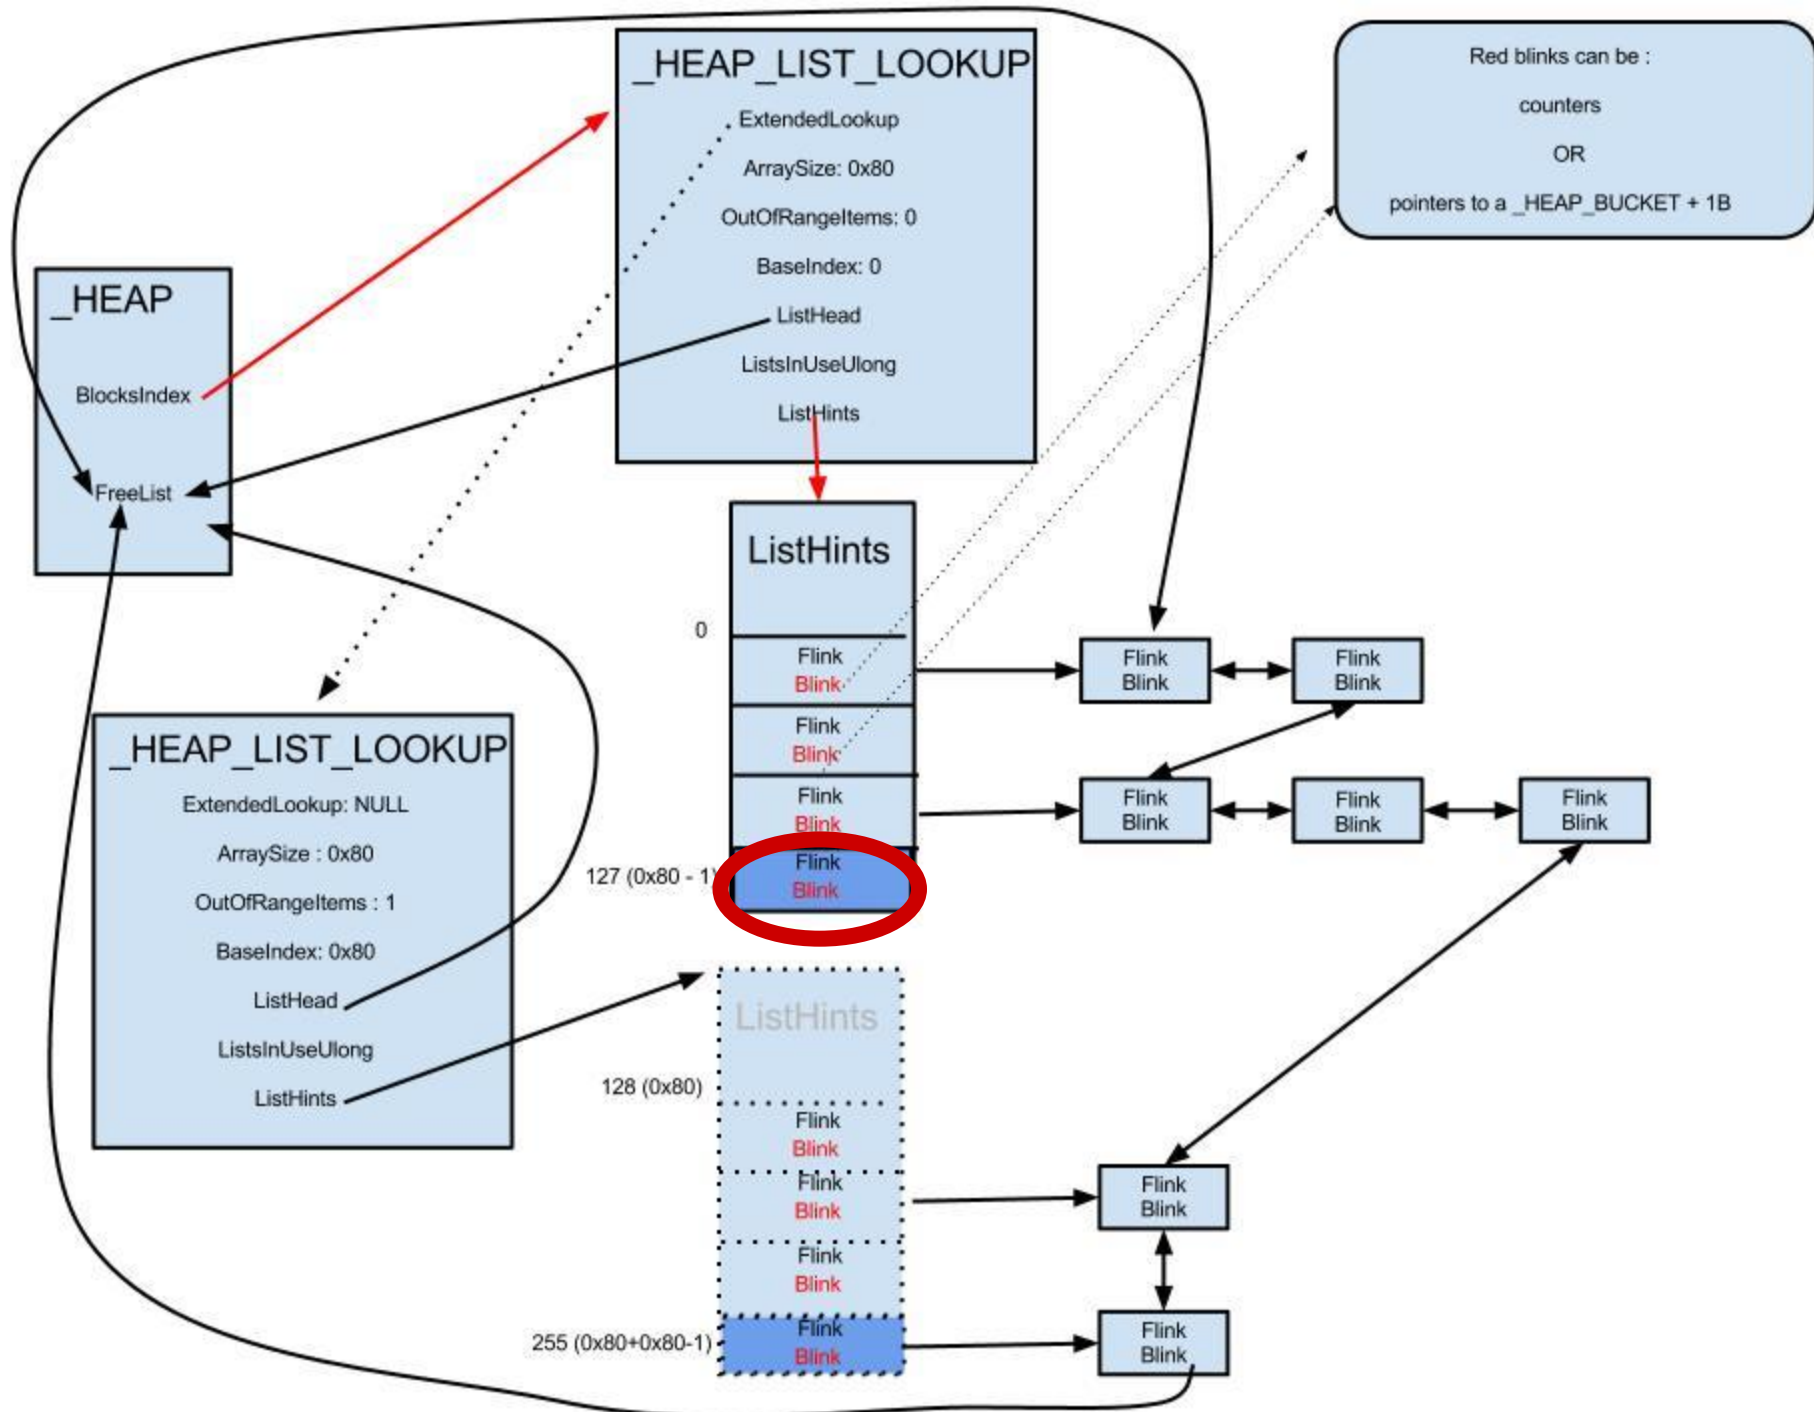 _HEAP_LIST_LOOKUP
ExtendedLookup
ArraySize: 0x80
OutOfRangeItems: 0
BaseIndex: 0
ListHead
ListsInUseUlong
ListHints
Red blinks can be :
counters
OR
pointers to a _HEAP_BUCKET + 1B
_HEAP
BlocksIndex
FreeList
ListHints
0
Flink
Blink
Flink
Blink
Flink
Blink
127 (0x80 - 1)
Flink
Blink
Flink
Blink
Flink
Blink
Flink
Blink
Flink
Blink
Flink
Blink
_HEAP_LIST_LOOKUP
ExtendedLookup: NULL
ArraySize : 0x80
OutOfRangeItems : 1
BaseIndex: 0x80
ListHead
ListsInUseUlong
ListHints
ListHints
128 (0x80)
Flink
Blink
Flink
Blink
Flink
Blink
255 (0x80+0x80-1)
Flink
Blink
Flink
Blink
Flink
Blink